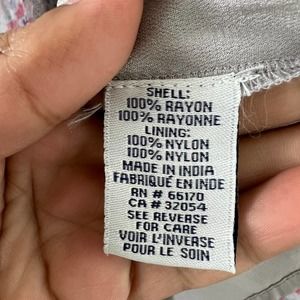 SHELL:
100% RAYON
100% RAYONNE
LINING:
100% NYLON
100% NYLON
MADE IN INDIA
FABRIQUÉ EN INDE
RN # 66170
CA # 32054
SEE REVERSE
FOR CARE
VOIR L'INVERSE
POUR LE SOIN